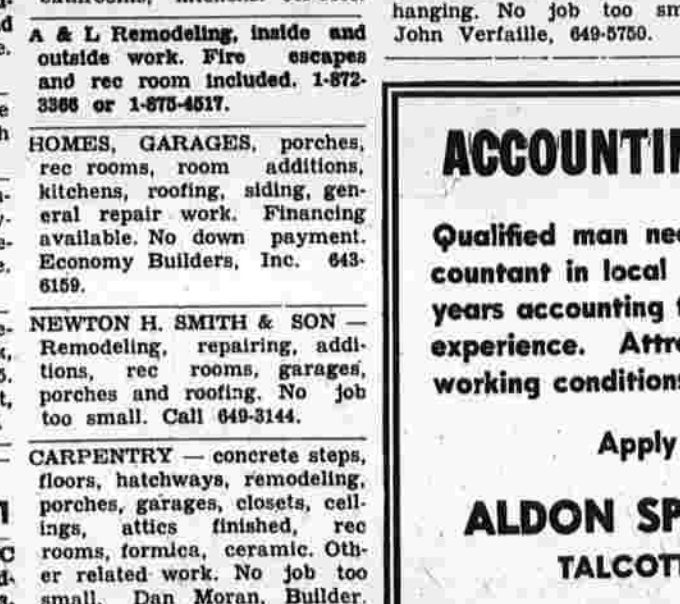 A & L Remodeling, inside and
outside work. Fire escapes
and rec room included. 1-872-
3366 or 1-875-4517.
HOMES, GARAGES, porches,
rec rooms, room additions,
kitchens, roofing, siding, gen-
eral repair work. Financing
available. No down payment.
Economy Builders, Inc. 643-
6159.
NEWTON H. SMITH & SON —
Remodeling, repairing, addi-
tions, rec rooms, garages,
porches and roofing. No job
too small. Call 649-3144.
CARPENTRY — concrete steps,
floors, hatchways, remodeling,
porches, garages, closets, ceil-
ings, attics finished, rec
rooms, formica, ceramic. Oth-
er related work. No job too
small. Dan Moran, Builder.
hanging. No job too sm
John Verfaille, 649-5750.
ACCOUNTIN
Qualified man nee
countant in local
years accounting
experience. Attr
working conditions
Apply
ALDON SP
TALCOTT